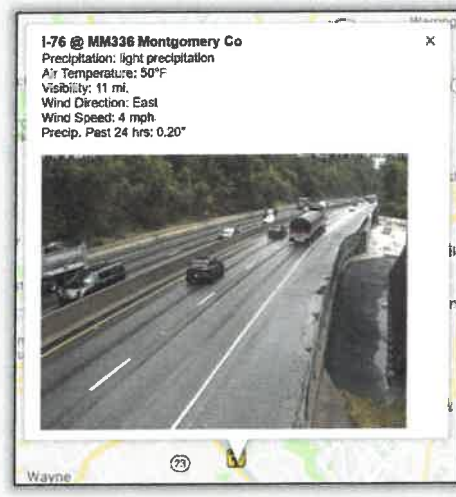 I-76 @ MM336 Montgomery Co
Precipitation: light precipitation
Air Temperature: 50°F
Visibility: 11 mi.
Wind Direction: East
Wind Speed: 4 mph
Precip. Past 24 hrs: 0.20"
23
Wayne